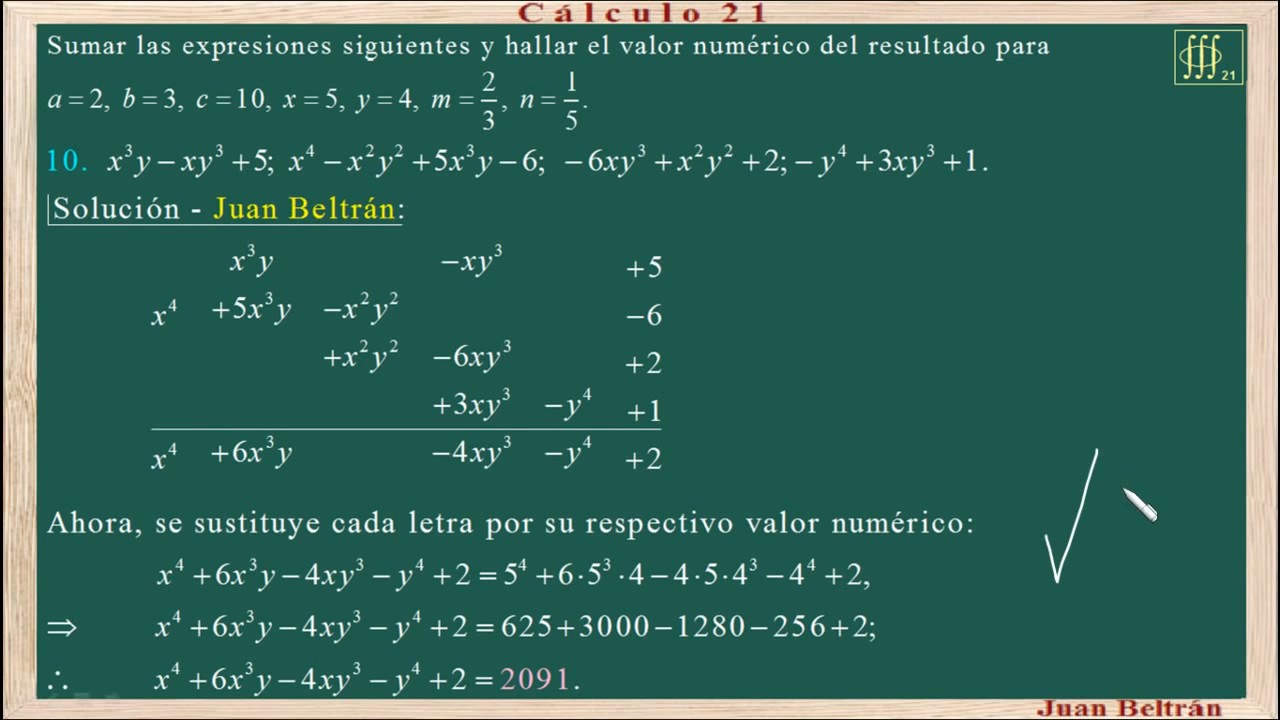 Cálculo 21
Sumar las expresiones siguientes y hallar el valor numérico del resultado para
a = 2, b = 3, c = 10, x = 5, y = 4, m = 2/3, n = 1/5.
21
10. x³y − xy³ + 5; x⁴ − x²y² + 5x³y − 6; −6xy³ + x²y² + 2; −y⁴ + 3xy³ + 1.
Solución - Juan Beltrán:
x³y −xy³ +5
x⁴ +5x³y −x²y² −6
+x²y² −6xy³ +2
+3xy³ −y⁴ +1
x⁴ +6x³y −4xy³ −y⁴ +2
Ahora, se sustituye cada letra por su respectivo valor numérico:
x⁴ + 6x³y − 4xy³ − y⁴ + 2 = 5⁴ + 6·5³·4 − 4·5·4³ − 4⁴ + 2,
⇒ x⁴ + 6x³y − 4xy³ − y⁴ + 2 = 625 + 3000 − 1280 − 256 + 2;
∴ x⁴ + 6x³y − 4xy³ − y⁴ + 2 = 2091.
Juan Beltrán